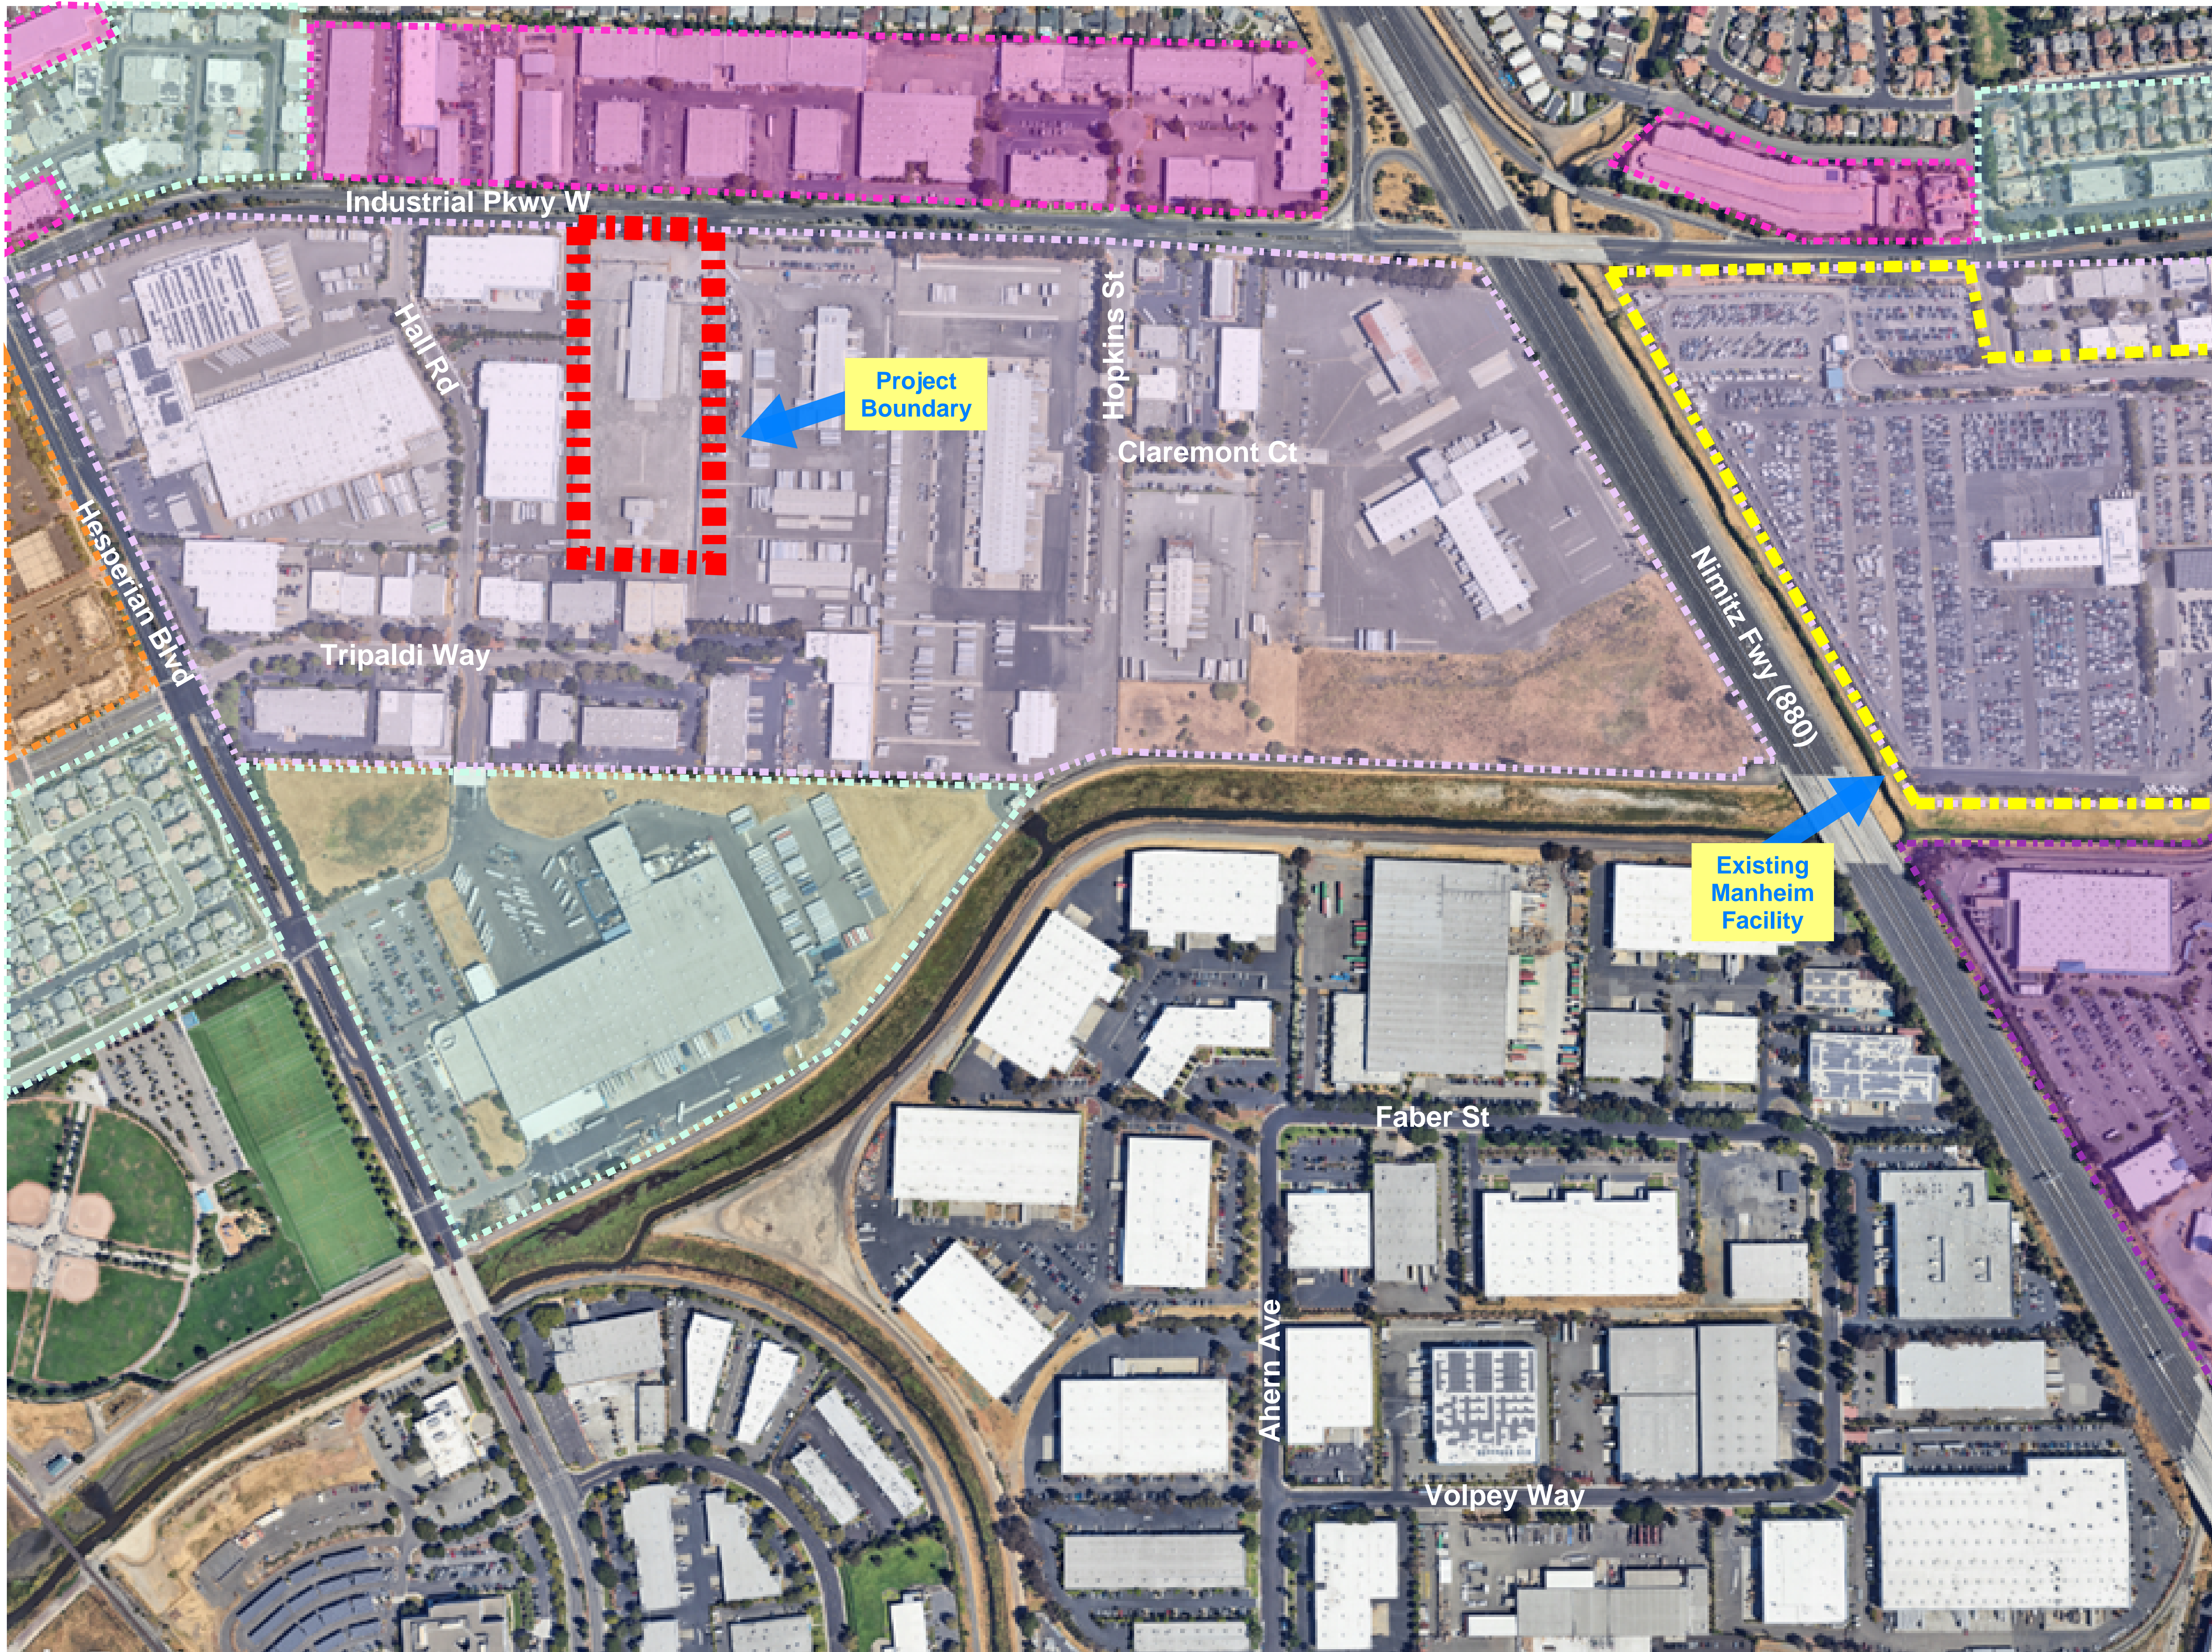 Industrial Pkwy W
Hall Rd
Hopkins St
Project
Boundary
Claremont Ct
Hesperian Blvd
Nimitz Fwy (880)
Tripaldi Way
Existing
Manheim
Facility
Faber St
Ahern Ave
Volpey Way